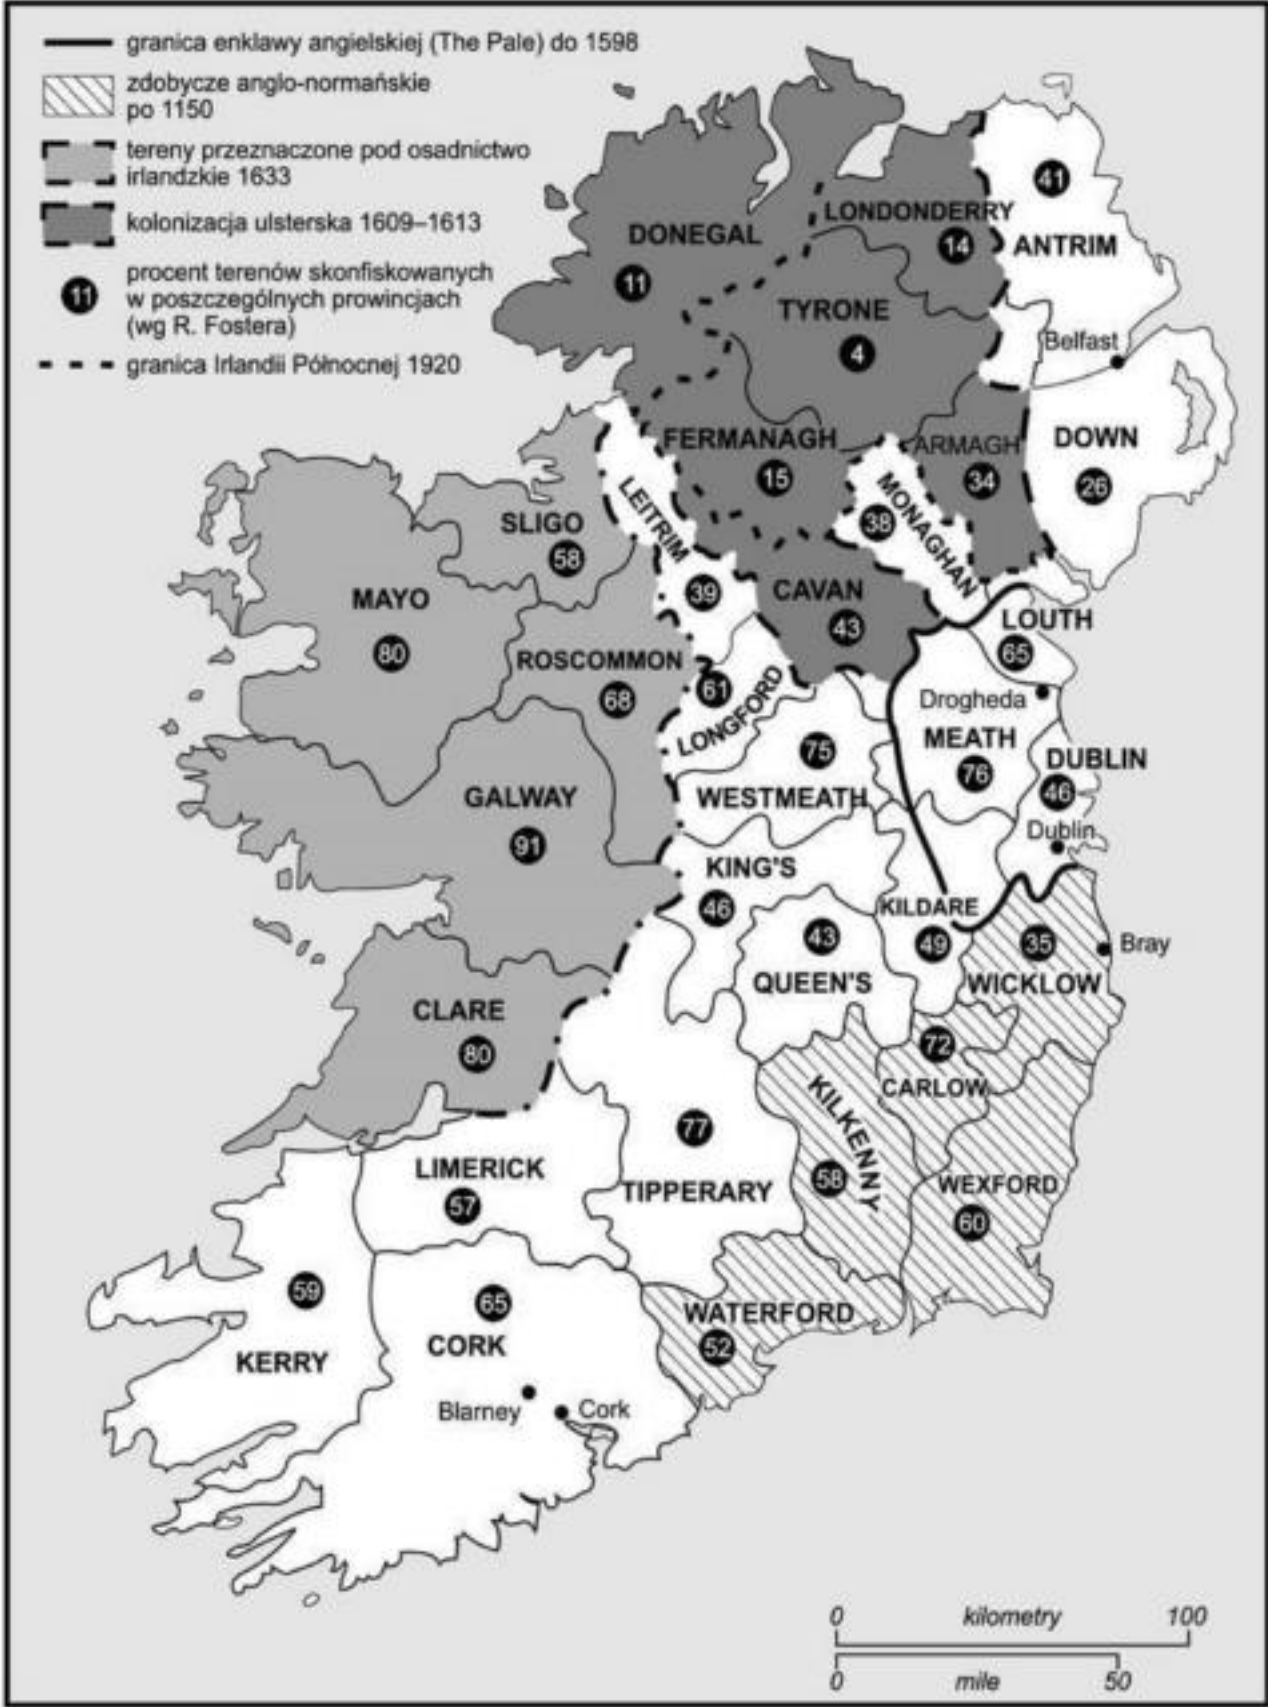 granica enklawy angielskiej (The Pale) do 1598
zdobycze anglo-normańskie
po 1150
tereny przeznaczone pod osadnictwo
irlandzkie 1633
kolonizacja ulsterska 1609–1613
11
procent terenów skonfiskowanych
w poszczególnych prowincjach
(wg R. Fostera)
granica Irlandii Północnej 1920
41
LONDONDERRY
14
ANTRIM
DONEGAL
11
TYRONE
4
Belfast
FERMANAGH
15
ARMAGH
34
DOWN
26
MONAGHAN
38
LEITRIM
39
SLIGO
58
MAYO
80
CAVAN
43
LOUTH
65
ROSCOMMON
68
61
LONGFORD
Drogheda
MEATH
76
DUBLIN
46
Dublin
75
WESTMEATH
GALWAY
91
KING'S
46
KILDARE
49
43
QUEEN'S
35
WICKLOW
Bray
CLARE
80
72
CARLOW
KILKENNY
58
77
TIPPERARY
LIMERICK
57
WEXFORD
60
59
KERRY
65
CORK
WATERFORD
52
Blarney
Cork
0 kilometry 100
0 mile 50